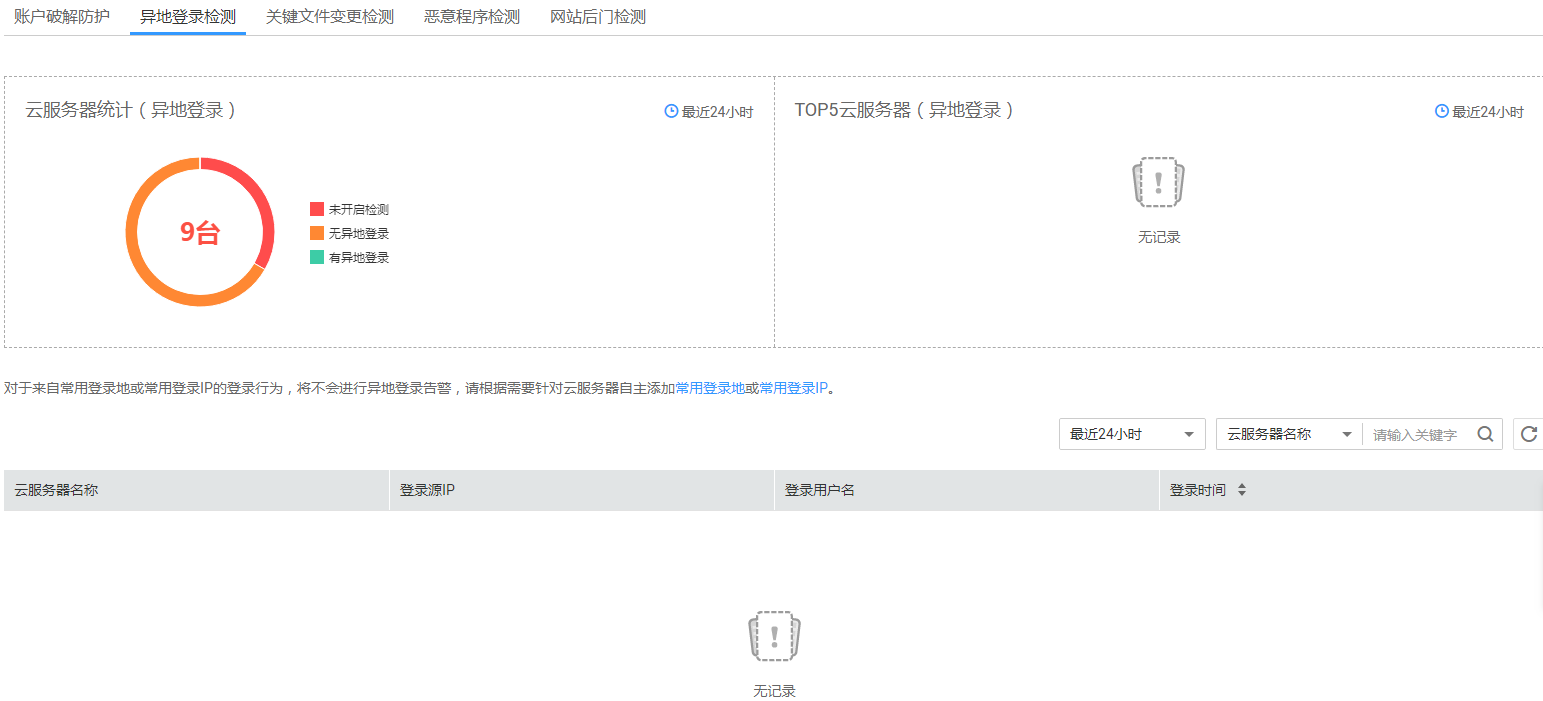 账户破解防护 异地登录检测 关键文件变更检测 恶意程序检测 网站后门检测
云服务器统计（异地登录） 最近24小时
TOP5云服务器（异地登录） 最近24小时
9台
未开启检测
无异地登录
有异地登录
无记录
对于来自常用登录地或常用登录IP的登录行为，将不会进行异地登录告警，请根据需要针对云服务器自主添加常用登录地或常用登录IP。
最近24小时 云服务器名称 请输入关键字
云服务器名称 登录源IP 登录用户名 登录时间
无记录